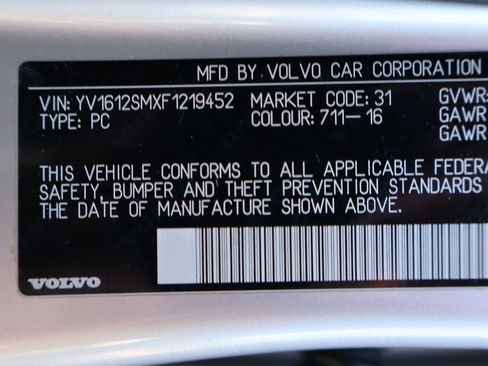 MFD BY VOLVO CAR CORPORATION
VIN: YV1612SMXF1219452 MARKET CODE: 31 GVWR:
TYPE: PC COLOUR: 711-16 GAWR
GAWR
THIS VEHICLE CONFORMS TO ALL APPLICABLE FEDERA
SAFETY, BUMPER AND THEFT PREVENTION STANDARDS
THE DATE OF MANUFACTURE SHOWN ABOVE.
VOLVO